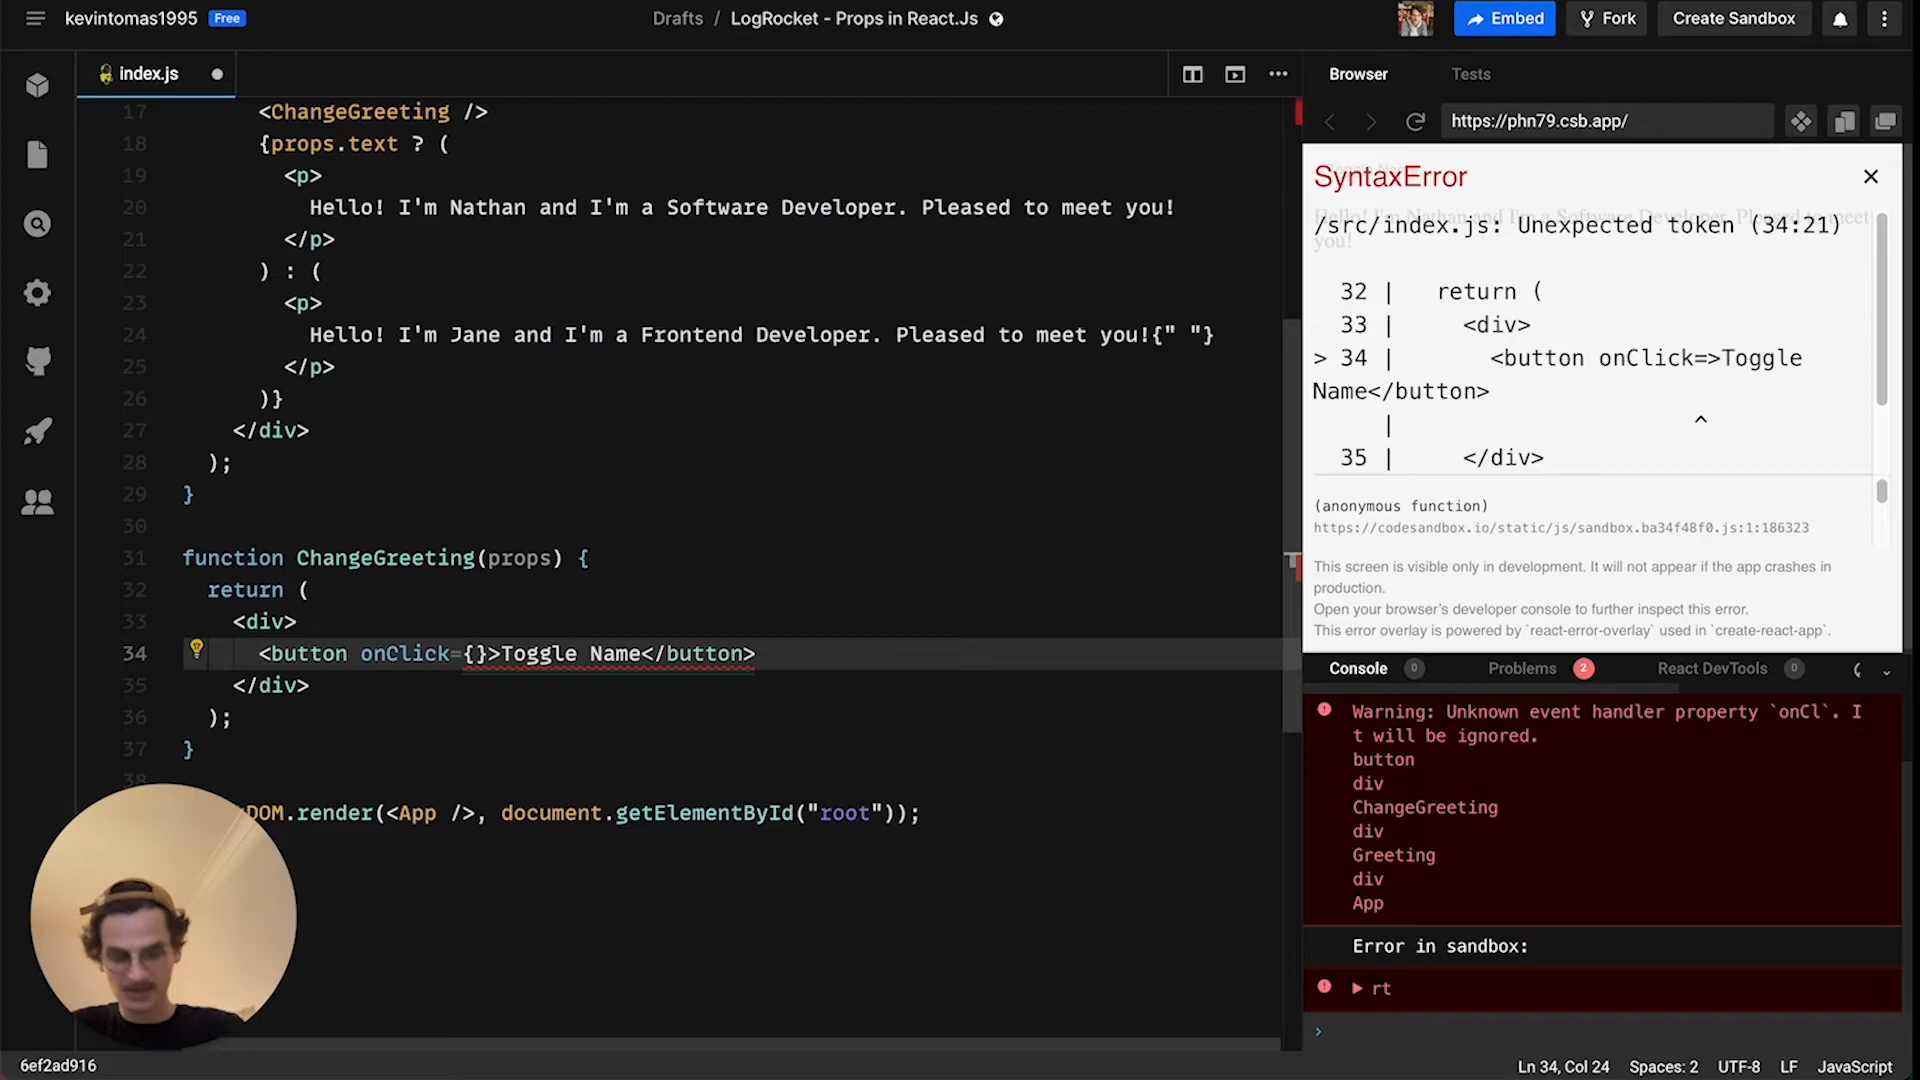 kevintomas1995 Free
Drafts / LogRocket - Props in React.Js
Embed Fork Create Sandbox
index.js
Browser Tests
https://phn79.csb.app/
17 <ChangeGreeting />
18 {props.text ? (
19 <p>
20 Hello! I'm Nathan and I'm a Software Developer. Pleased to meet you!
21 </p>
22 ) : (
23 <p>
24 Hello! I'm Jane and I'm a Frontend Developer. Pleased to meet you!{" "}
25 </p>
26 )}
27 </div>
28 );
29 }
30
31 function ChangeGreeting(props) {
32 return (
33 <div>
34 <button onClick={}>Toggle Name</button>
35 </div>
36 );
37 }
38
DOM.render(<App />, document.getElementById("root"));
SyntaxError
Hello! I'm Nathan and I'm a Software Developer. Pleased to meet
you!
/src/index.js: Unexpected token (34:21)
32 | return (
33 | <div>
> 34 | <button onClick=>Toggle
Name</button>
| ^
35 | </div>
(anonymous function)
https://codesandbox.io/static/js/sandbox.ba34f48f0.js:1:186323
This screen is visible only in development. It will not appear if the app crashes in
production.
Open your browser's developer console to further inspect this error.
This error overlay is powered by `react-error-overlay` used in `create-react-app`.
Console 0 Problems 2 React DevTools 0
Warning: Unknown event handler property `onCl`. I
t will be ignored.
button
div
ChangeGreeting
div
Greeting
div
App
Error in sandbox:
rt
6ef2ad916
Ln 34, Col 24 Spaces: 2 UTF-8 LF JavaScript